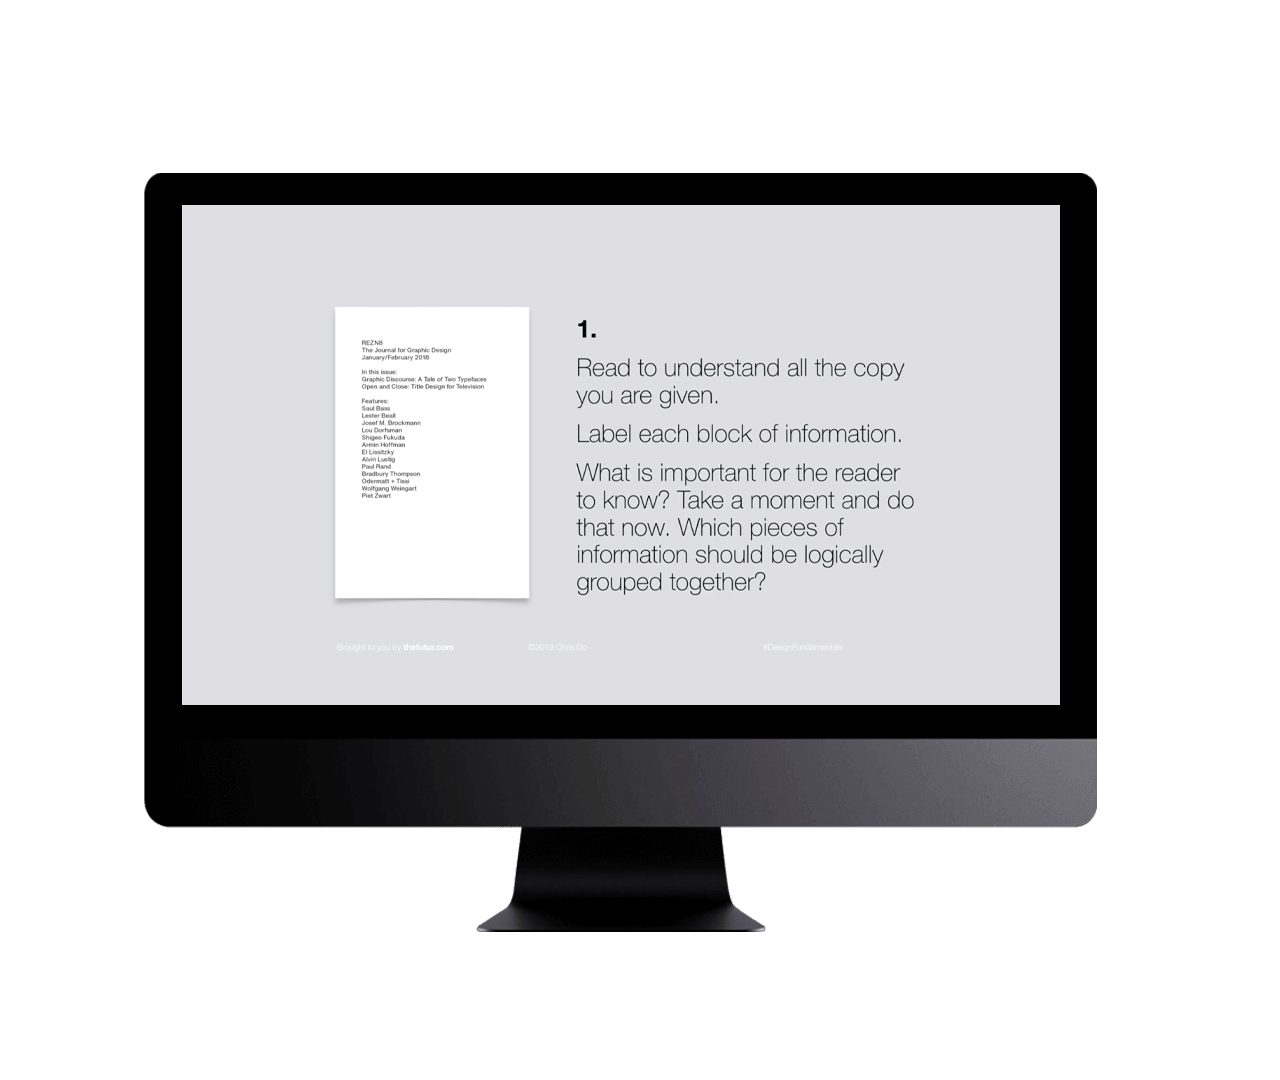 REZN8
The Journal for Graphic Design
January/February 2018
In this issue:
Graphic Discourse: A Tale of Two Typefaces
Open and Close: Title Design for Television
Features:
Saul Bass
Lester Beall
Josef M. Brockmann
Lou Dorfsman
Shigeo Fukuda
Armin Hoffman
El Lissitzky
Alvin Lustig
Paul Rand
Bradbury Thompson
Odermatt + Tissi
Wolfgang Weingart
Piet Zwart
1.
Read to understand all the copy
you are given.
Label each block of information.
What is important for the reader
to know? Take a moment and do
that now. Which pieces of
information should be logically
grouped together?
Brought to you by thefutur.com
©2019 Chris Do
#DesignFundamentals